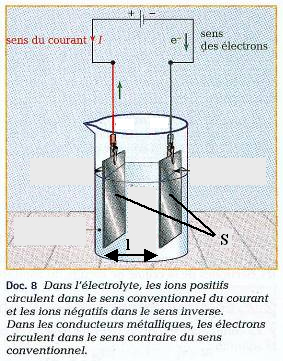 + −
sens du courant I
e⁻ sens
des électrons
l
S
Doc. 8 Dans l'électrolyte, les ions positifs
circulent dans le sens conventionnel du courant
et les ions négatifs dans le sens inverse.
Dans les conducteurs métalliques, les électrons
circulent dans le sens contraire du sens
conventionnel.